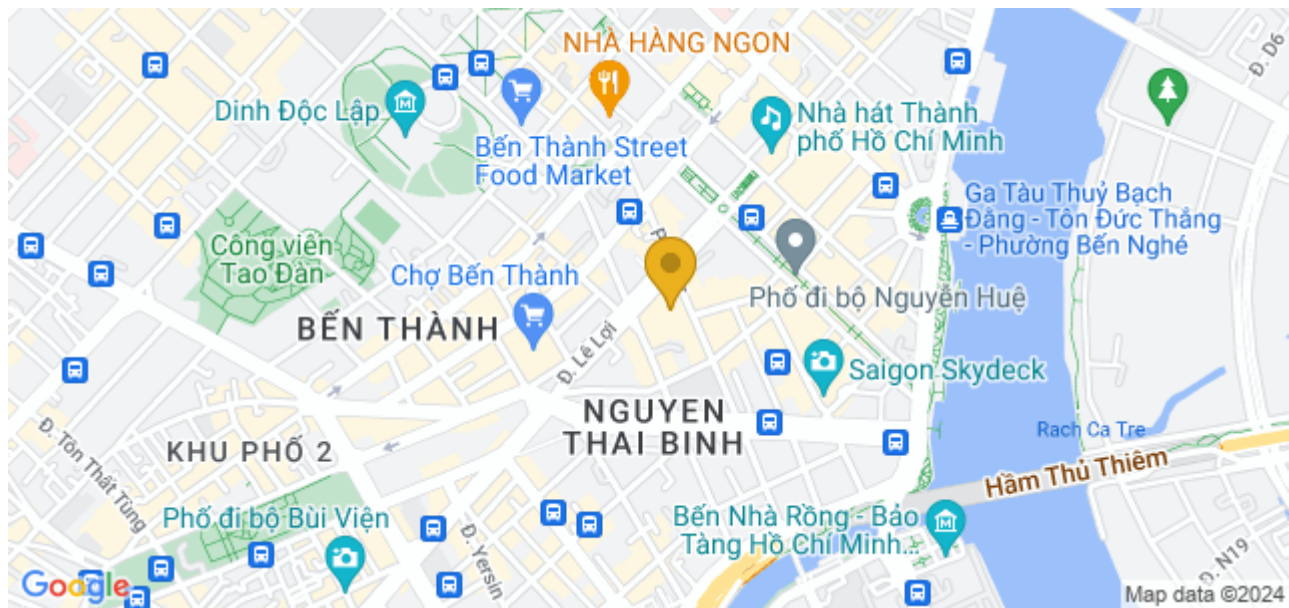 NHÀ HÀNG NGON
Đ. D6
Dinh Độc Lập
Nhà hát Thành
phố Hồ Chí Minh
Bến Thành Street
Food Market
Ga Tàu Thuỷ Bạch
Đằng - Tôn Đức Thắng
- Phường Bến Nghé
Công viên
Tao Đàn
Chợ Bến Thành
Phố đi bộ Nguyễn Huệ
BẾN THÀNH
Đ. Lê Lợi
Saigon Skydeck
NGUYEN
THAI BINH
Rach Ca Tre
Đ. Tôn Thất Tùng
KHU PHỐ 2
Hầm Thủ Thiêm
Phố đi bộ Bùi Viện
Đ. Yersin
Bến Nhà Rồng - Bảo
Tàng Hồ Chí Minh...
Đ. N19
Google
Map data ©2024